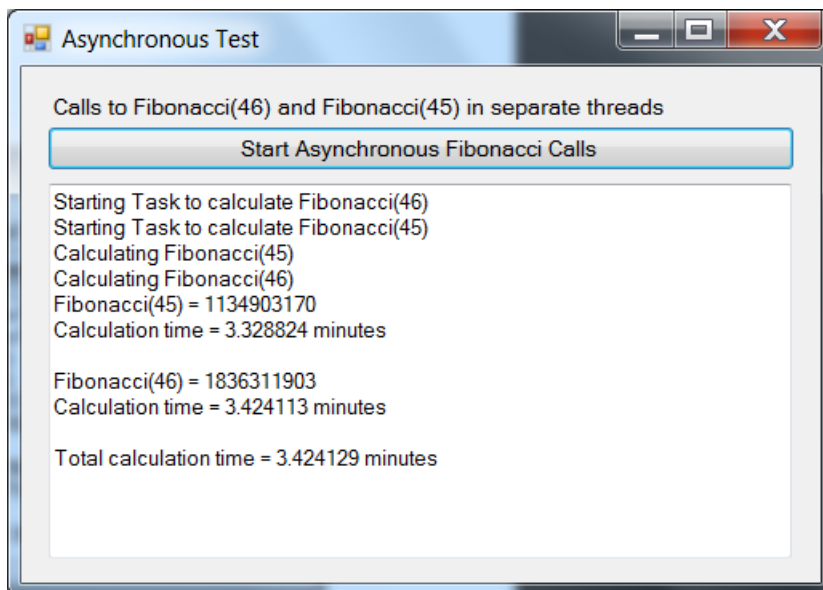 Asynchronous Test
Calls to Fibonacci(46) and Fibonacci(45) in separate threads
Start Asynchronous Fibonacci Calls
Starting Task to calculate Fibonacci(46)
Starting Task to calculate Fibonacci(45)
Calculating Fibonacci(45)
Calculating Fibonacci(46)
Fibonacci(45) = 1134903170
Calculation time = 3.328824 minutes
Fibonacci(46) = 1836311903
Calculation time = 3.424113 minutes
Total calculation time = 3.424129 minutes